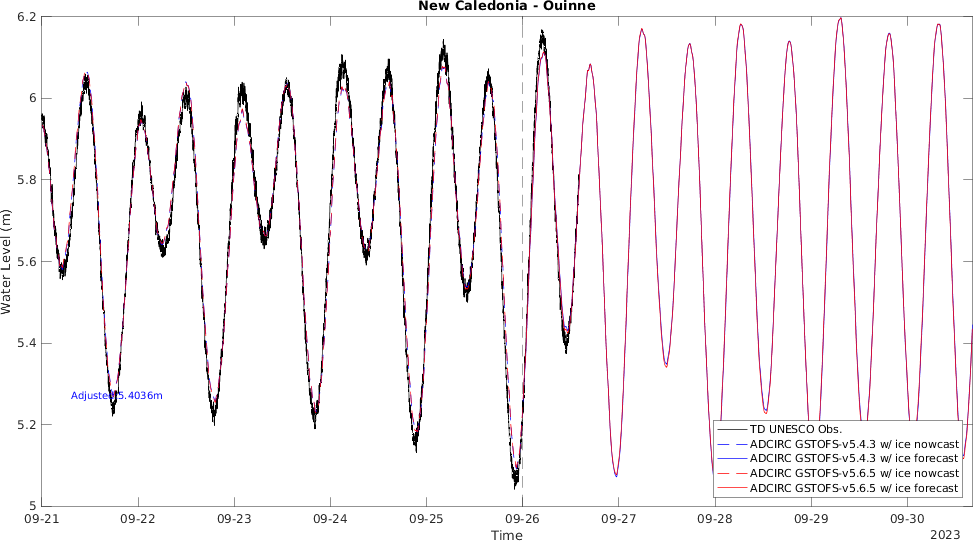 New Caledonia - Ouinne
6.2
6
5.8
5.6
5.4
5.2
5
Water Level (m)
Adjusted 5.4036m
TD UNESCO Obs.
ADCIRC GSTOFS-v5.4.3 w/ ice nowcast
ADCIRC GSTOFS-v5.4.3 w/ ice forecast
ADCIRC GSTOFS-v5.6.5 w/ ice nowcast
ADCIRC GSTOFS-v5.6.5 w/ ice forecast
09-21 09-22 09-23 09-24 09-25 09-26 09-27 09-28 09-29 09-30
Time
2023